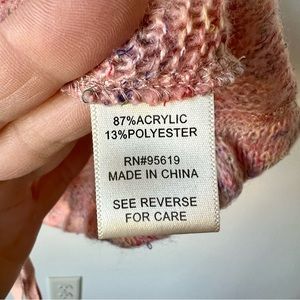 87%ACRYLIC
13%POLYESTER
RN#95619
MADE IN CHINA
SEE REVERSE
FOR CARE